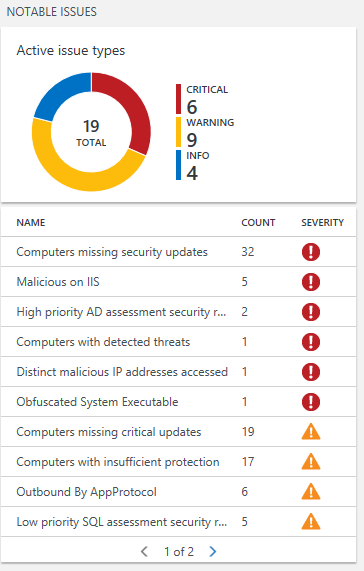 NOTABLE ISSUES
Active issue types
19
TOTAL
CRITICAL
6
WARNING
9
INFO
4
NAME COUNT SEVERITY
Computers missing security updates 32
Malicious on IIS 5
High priority AD assessment security r... 2
Computers with detected threats 1
Distinct malicious IP addresses accessed 1
Obfuscated System Executable 1
Computers missing critical updates 19
Computers with insufficient protection 17
Outbound By AppProtocol 6
Low priority SQL assessment security r... 5
1 of 2